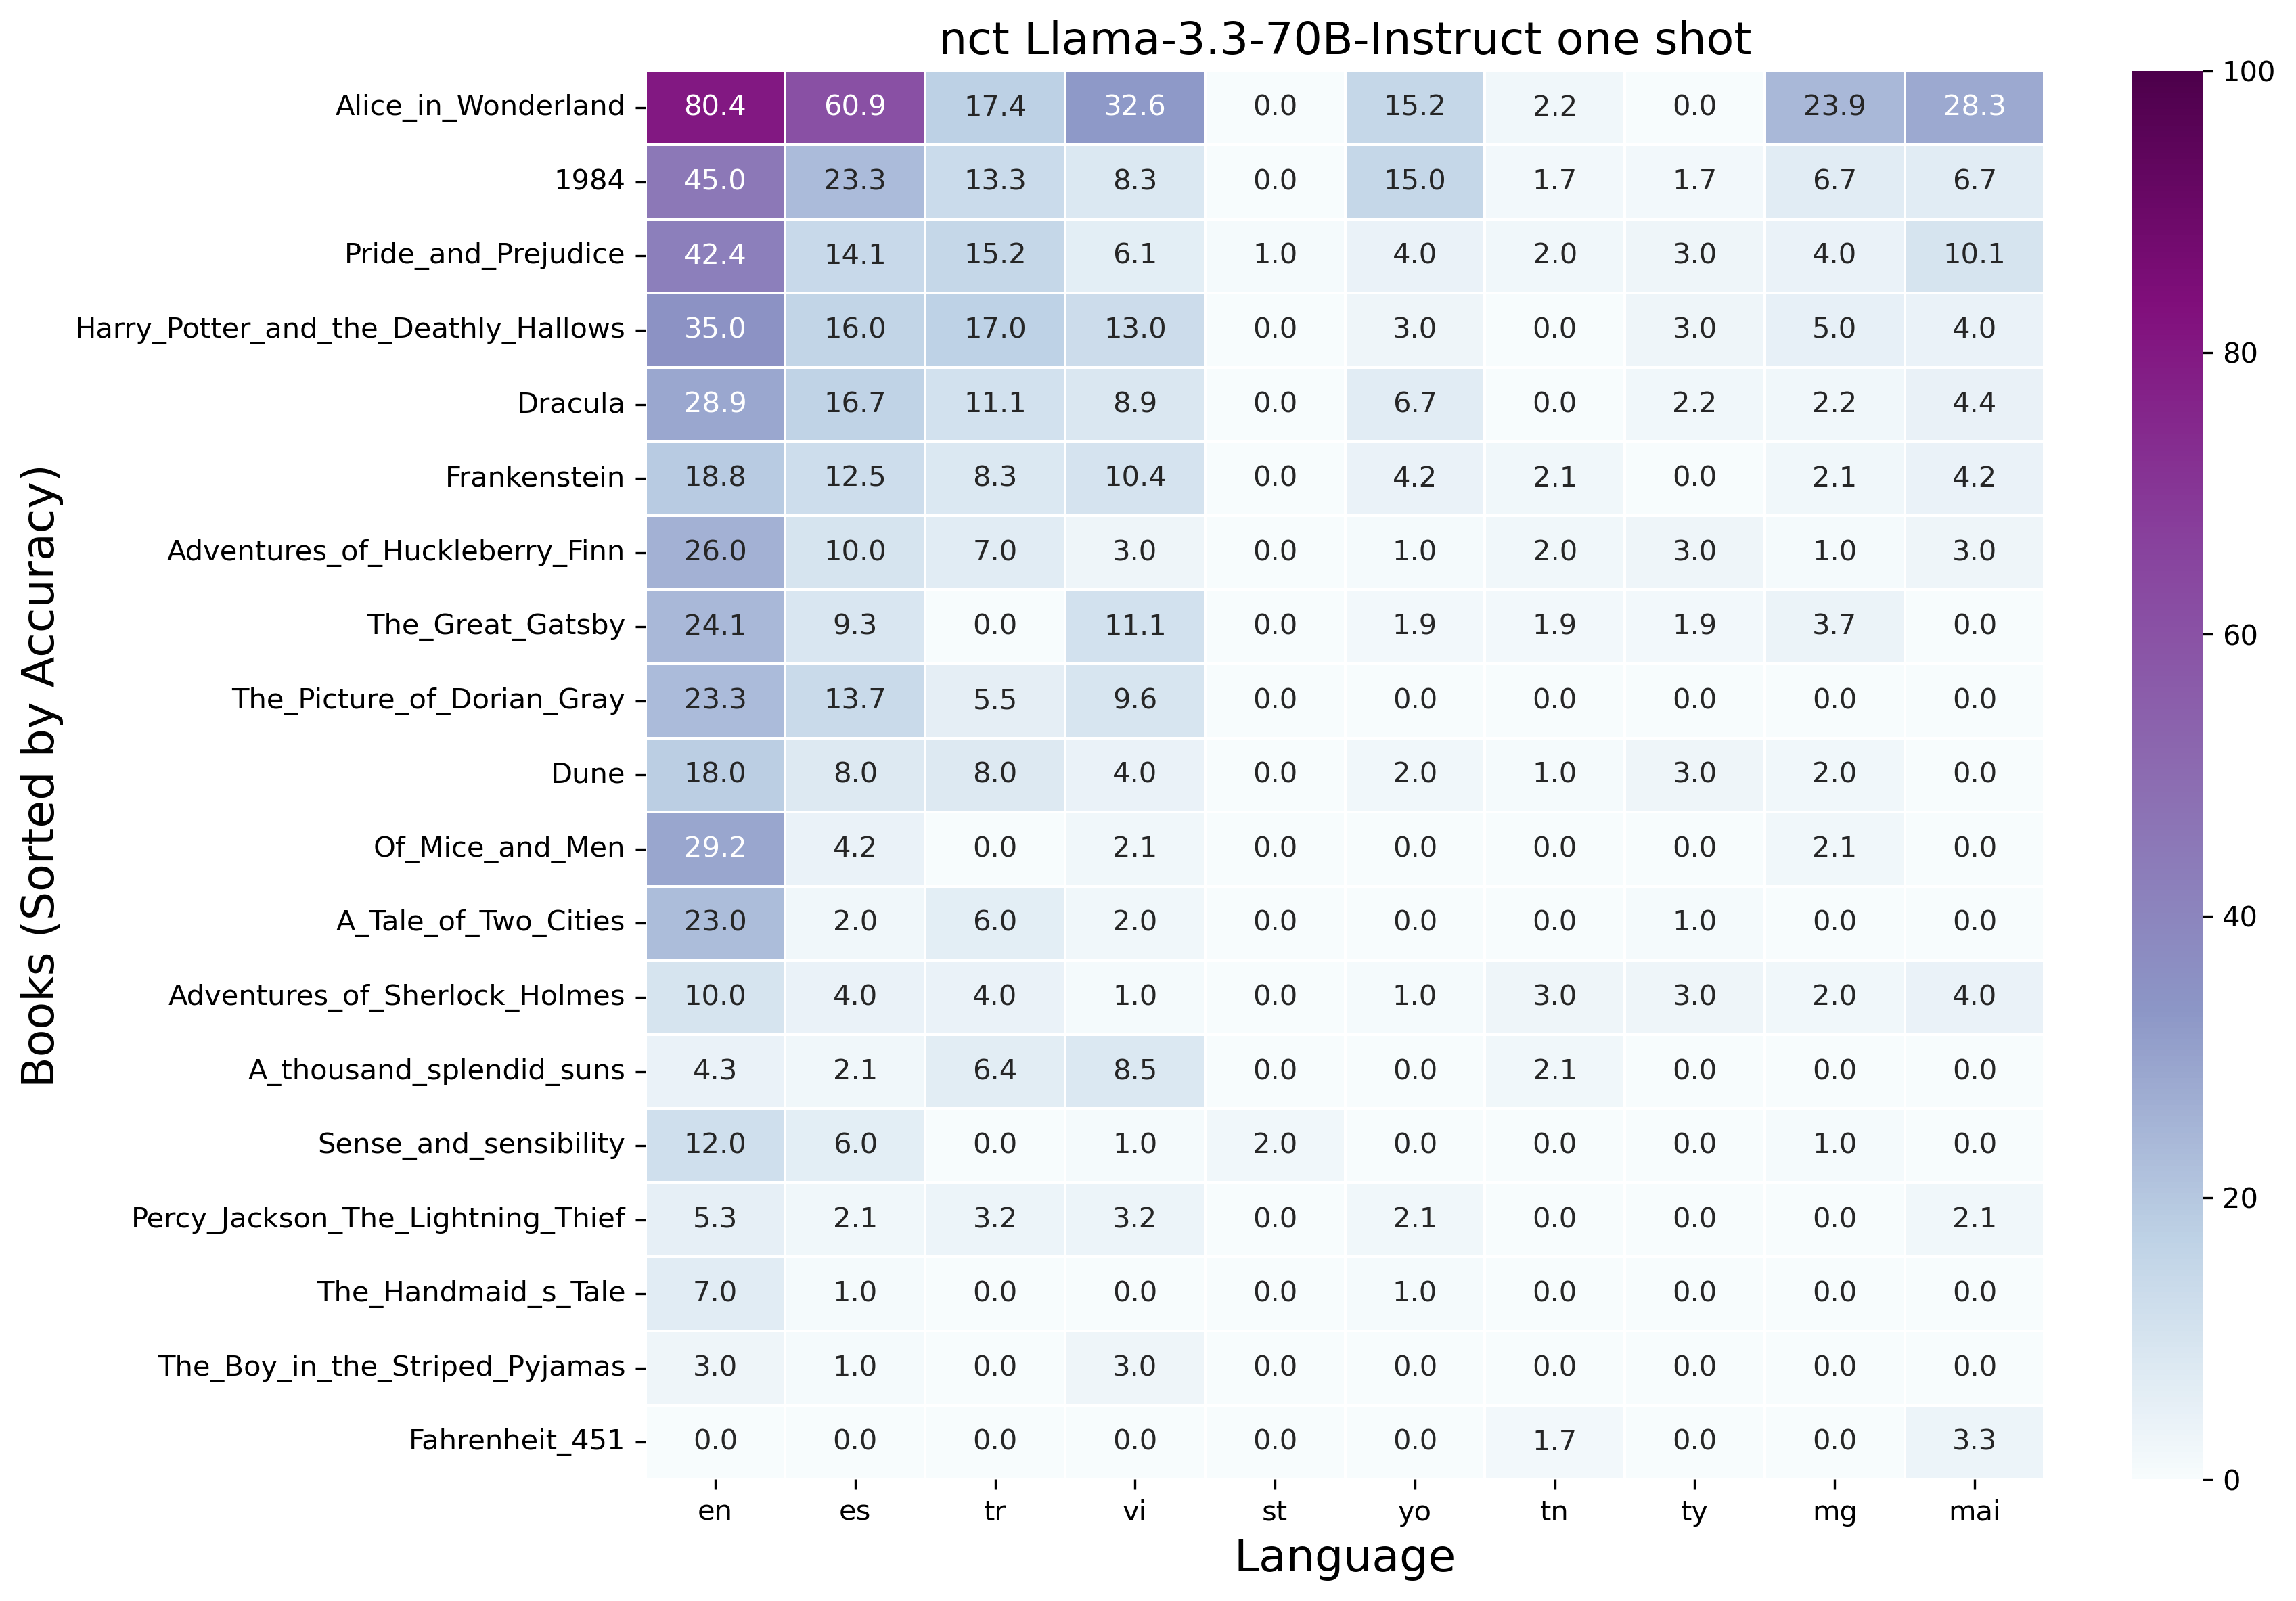 nct Llama-3.3-70B-Instruct one shot
Alice_in_Wonderland 80.4 60.9 17.4 32.6 0.0 15.2 2.2 0.0 23.9 28.3
1984 45.0 23.3 13.3 8.3 0.0 15.0 1.7 1.7 6.7 6.7
Pride_and_Prejudice 42.4 14.1 15.2 6.1 1.0 4.0 2.0 3.0 4.0 10.1
Harry_Potter_and_the_Deathly_Hallows 35.0 16.0 17.0 13.0 0.0 3.0 0.0 3.0 5.0 4.0
Dracula 28.9 16.7 11.1 8.9 0.0 6.7 0.0 2.2 2.2 4.4
Frankenstein 18.8 12.5 8.3 10.4 0.0 4.2 2.1 0.0 2.1 4.2
Adventures_of_Huckleberry_Finn 26.0 10.0 7.0 3.0 0.0 1.0 2.0 3.0 1.0 3.0
The_Great_Gatsby 24.1 9.3 0.0 11.1 0.0 1.9 1.9 1.9 3.7 0.0
The_Picture_of_Dorian_Gray 23.3 13.7 5.5 9.6 0.0 0.0 0.0 0.0 0.0 0.0
Dune 18.0 8.0 8.0 4.0 0.0 2.0 1.0 3.0 2.0 0.0
Of_Mice_and_Men 29.2 4.2 0.0 2.1 0.0 0.0 0.0 0.0 2.1 0.0
A_Tale_of_Two_Cities 23.0 2.0 6.0 2.0 0.0 0.0 0.0 1.0 0.0 0.0
Adventures_of_Sherlock_Holmes 10.0 4.0 4.0 1.0 0.0 1.0 3.0 3.0 2.0 4.0
A_thousand_splendid_suns 4.3 2.1 6.4 8.5 0.0 0.0 2.1 0.0 0.0 0.0
Sense_and_sensibility 12.0 6.0 0.0 1.0 2.0 0.0 0.0 0.0 1.0 0.0
Percy_Jackson_The_Lightning_Thief 5.3 2.1 3.2 3.2 0.0 2.1 0.0 0.0 0.0 2.1
The_Handmaid_s_Tale 7.0 1.0 0.0 0.0 0.0 1.0 0.0 0.0 0.0 0.0
The_Boy_in_the_Striped_Pyjamas 3.0 1.0 0.0 3.0 0.0 0.0 0.0 0.0 0.0 0.0
Fahrenheit_451 0.0 0.0 0.0 0.0 0.0 0.0 1.7 0.0 0.0 3.3
en es tr vi st yo tn ty mg mai
Language
Books (Sorted by Accuracy)
100
80
60
40
20
0